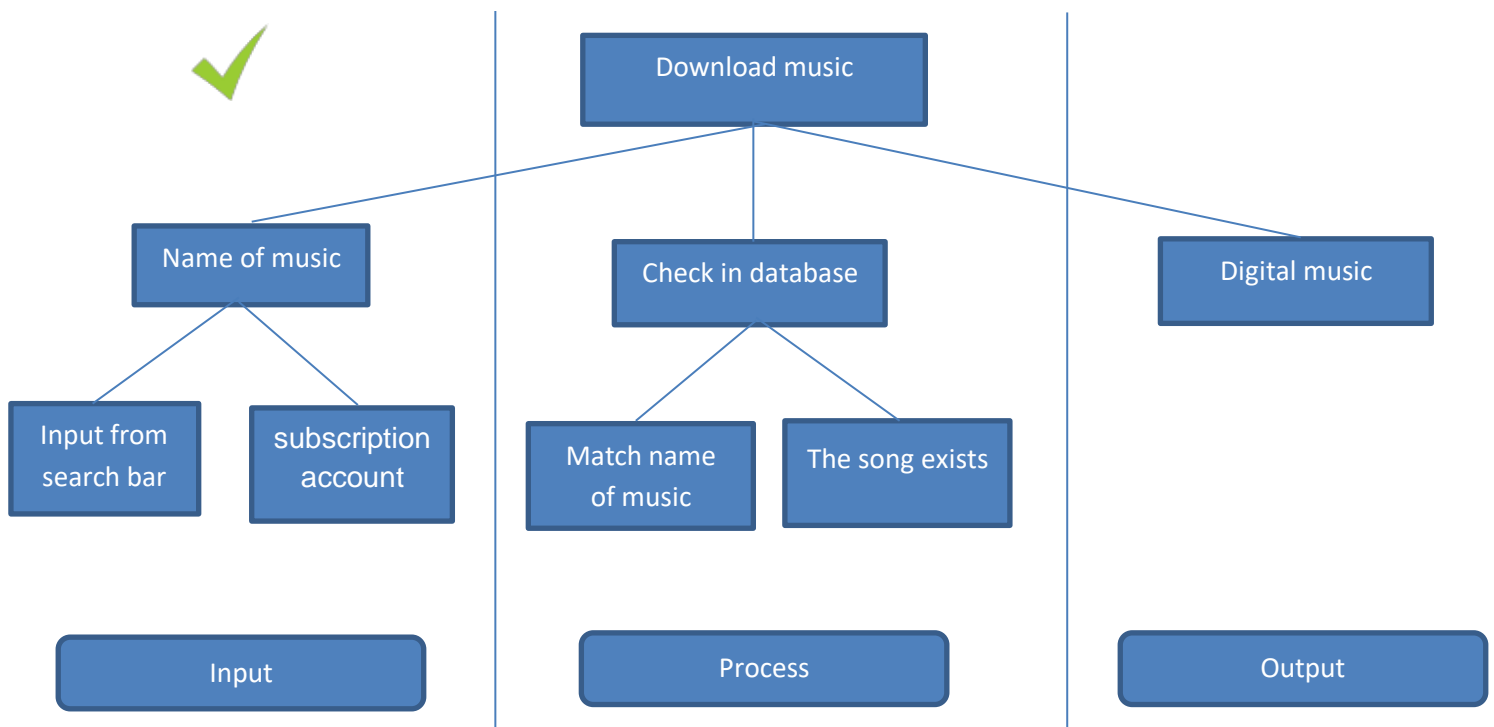 Download music
Name of music
Check in database
Digital music
Input from
search bar
subscription
account
Match name
of music
The song exists
Input
Process
Output